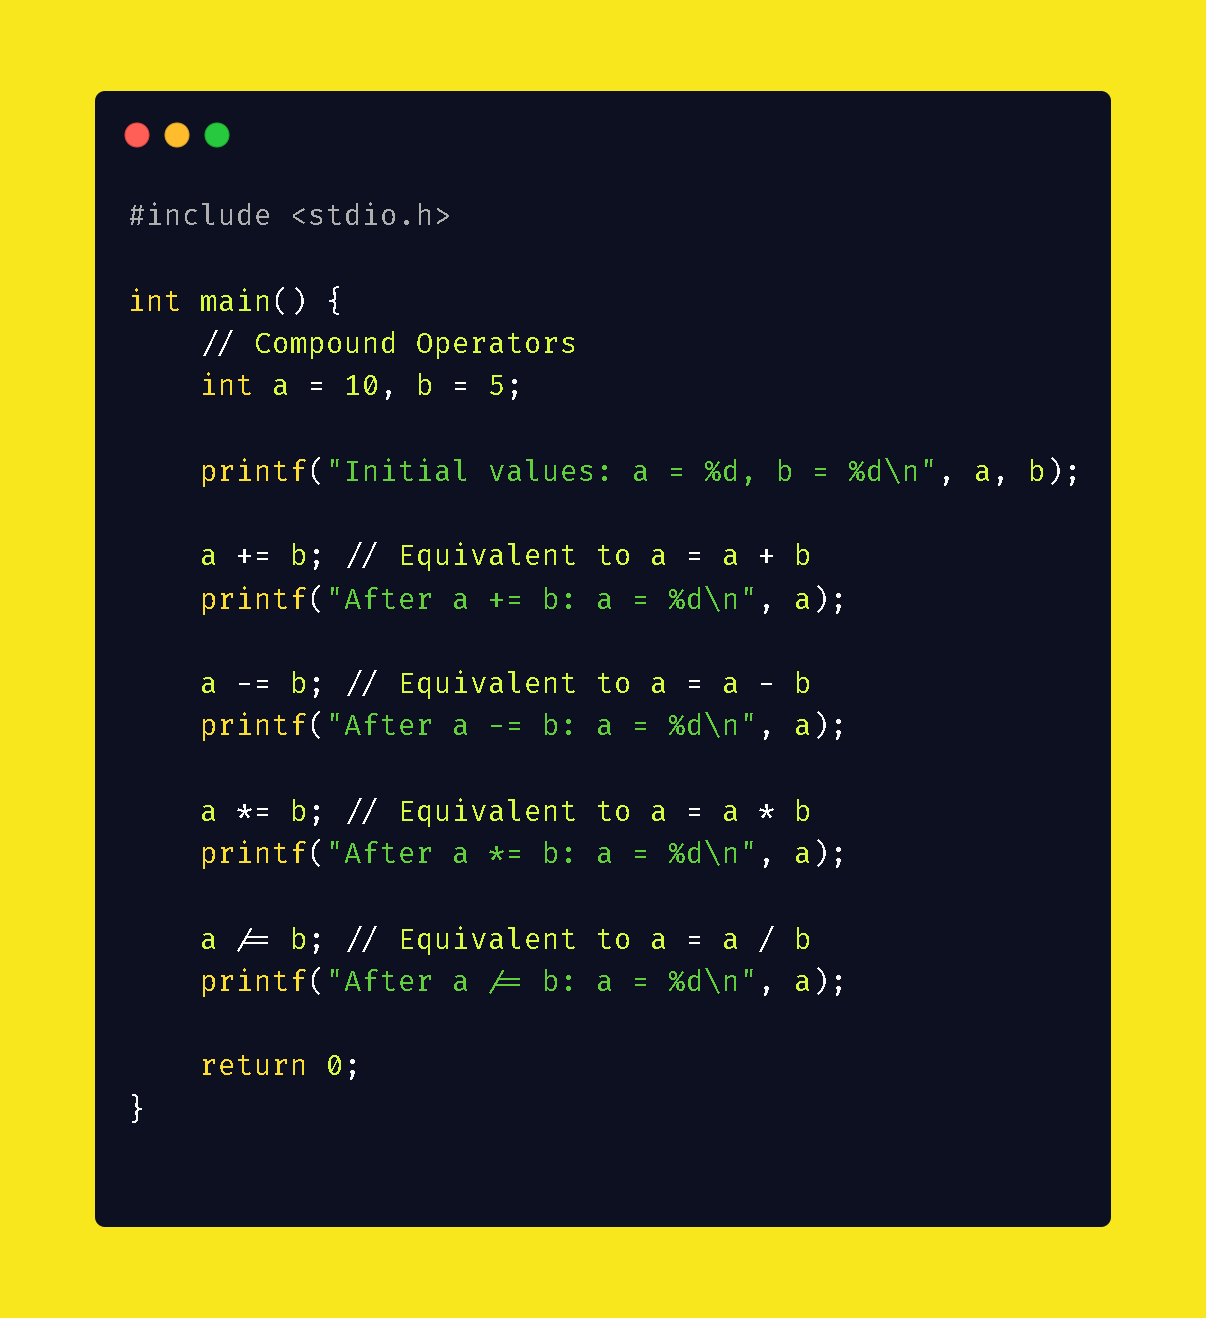 #include <stdio.h>
int main() {
// Compound Operators
int a = 10, b = 5;
printf("Initial values: a = %d, b = %d\n", a, b);
a += b; // Equivalent to a = a + b
printf("After a += b: a = %d\n", a);
a -= b; // Equivalent to a = a - b
printf("After a -= b: a = %d\n", a);
a *= b; // Equivalent to a = a * b
printf("After a *= b: a = %d\n", a);
a /= b; // Equivalent to a = a / b
printf("After a /= b: a = %d\n", a);
return 0;
}